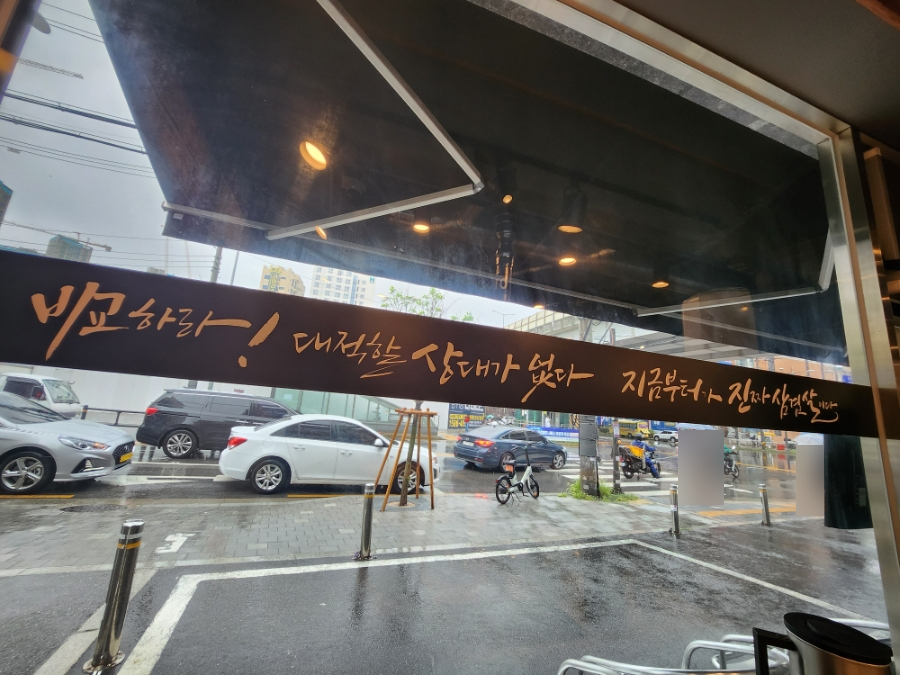 비교하라! 대적할 상대가 없다 지금부터가 진짜 삼겹살